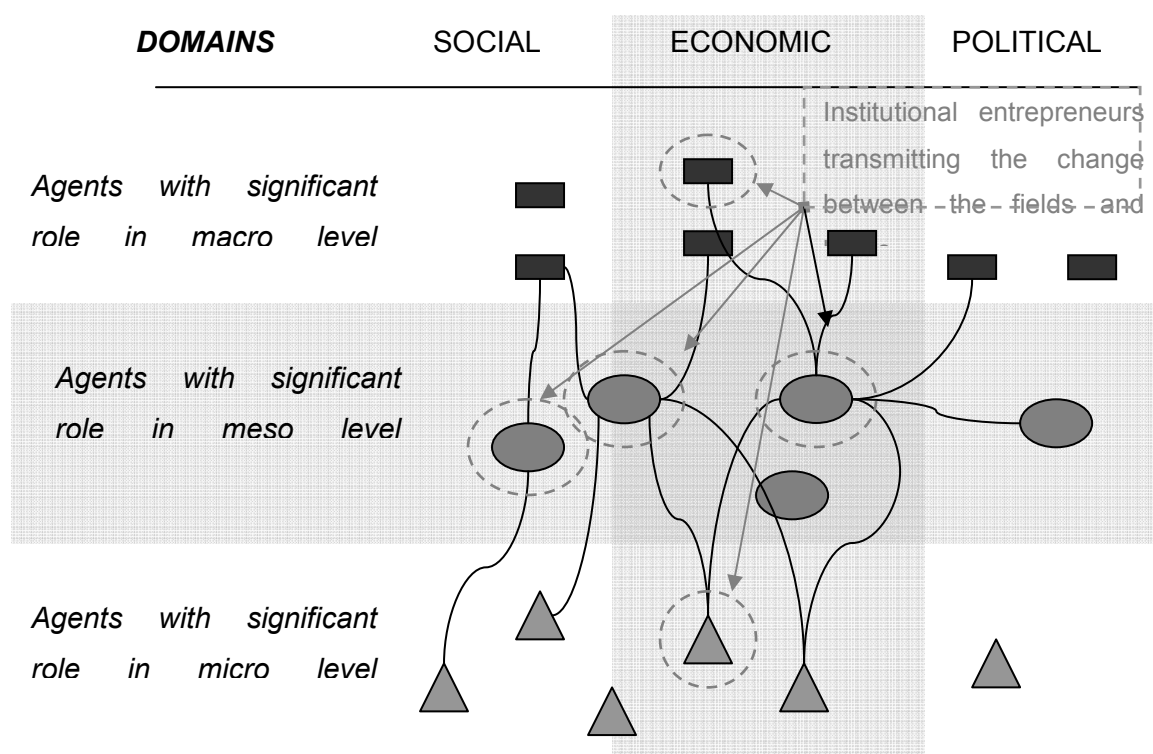 DOMAINS SOCIAL ECONOMIC POLITICAL
Institutional entrepreneurs
transmitting the change
between the fields and
Agents with significant
role in macro level
Agents with significant
role in meso level
Agents with significant
role in micro level